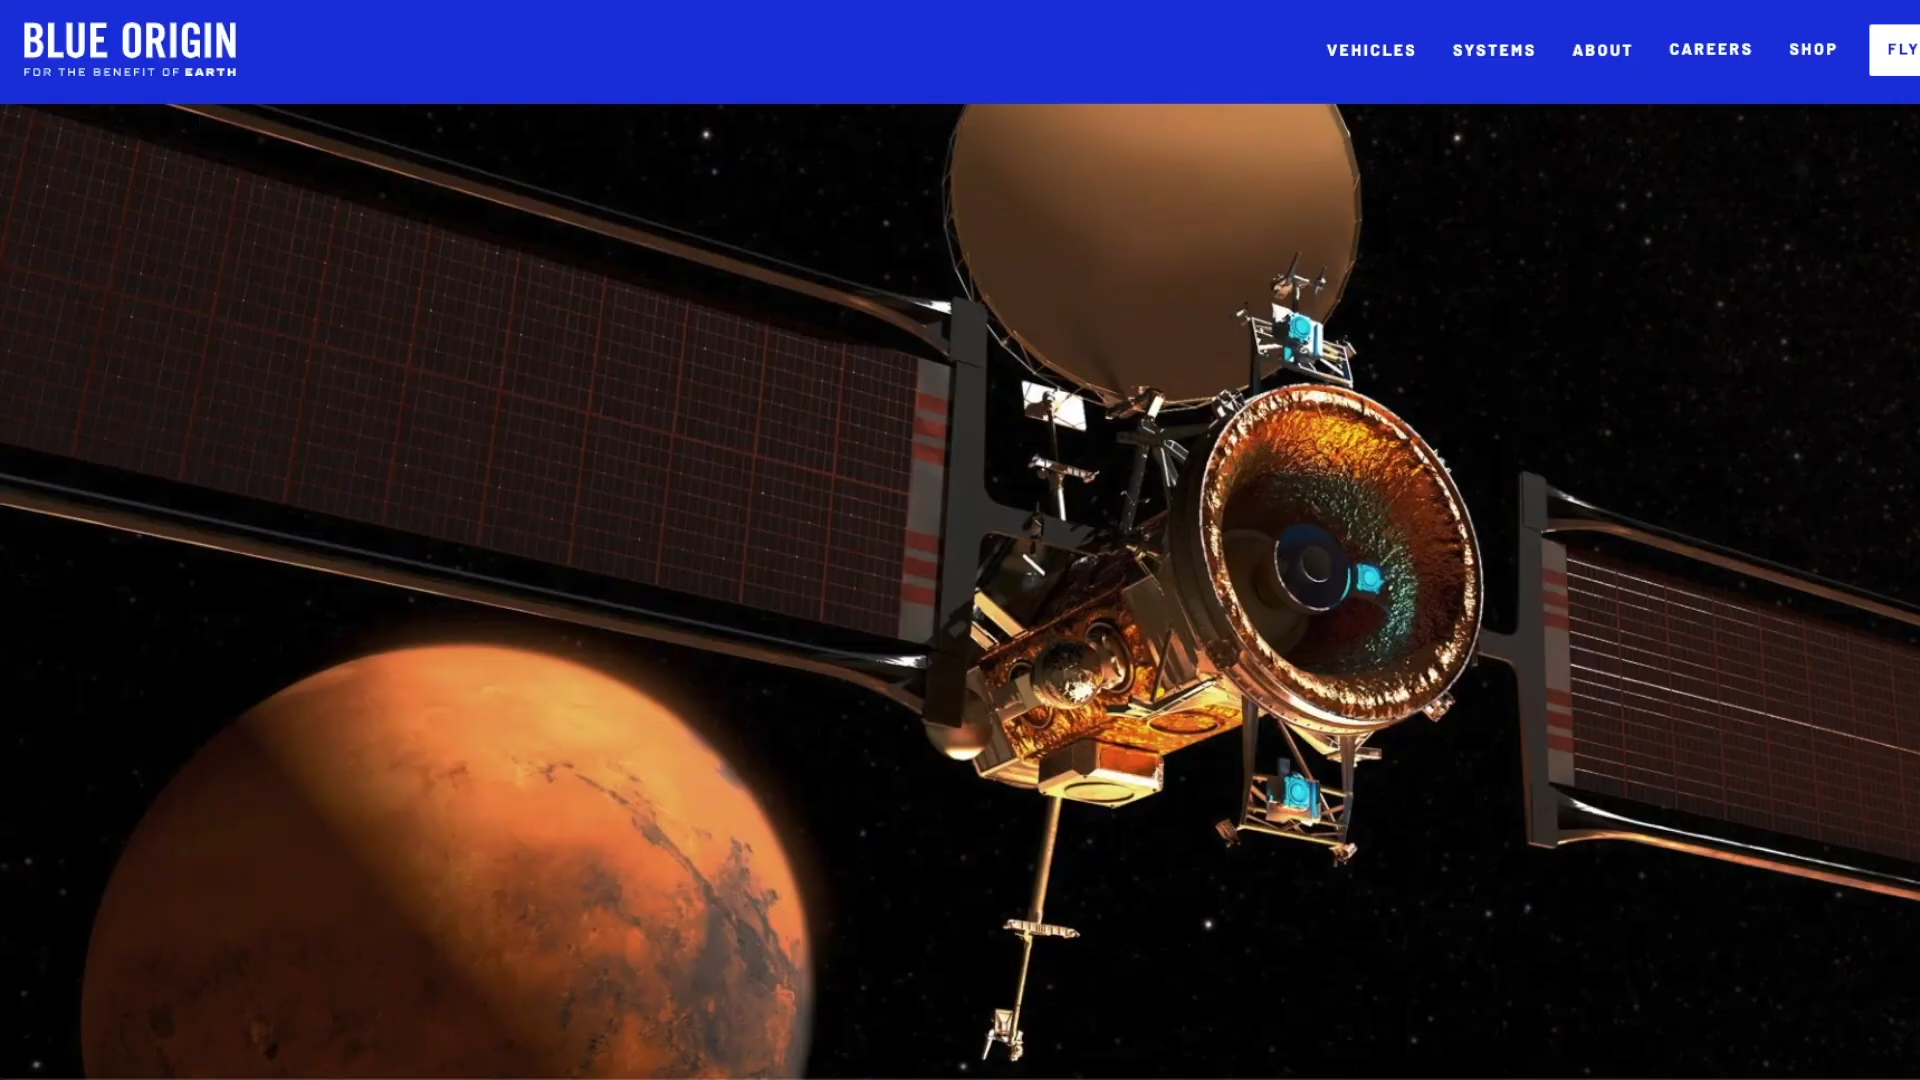 BLUE ORIGIN
FOR THE BENEFIT OF EARTH
VEHICLES SYSTEMS ABOUT CAREERS SHOP FLY